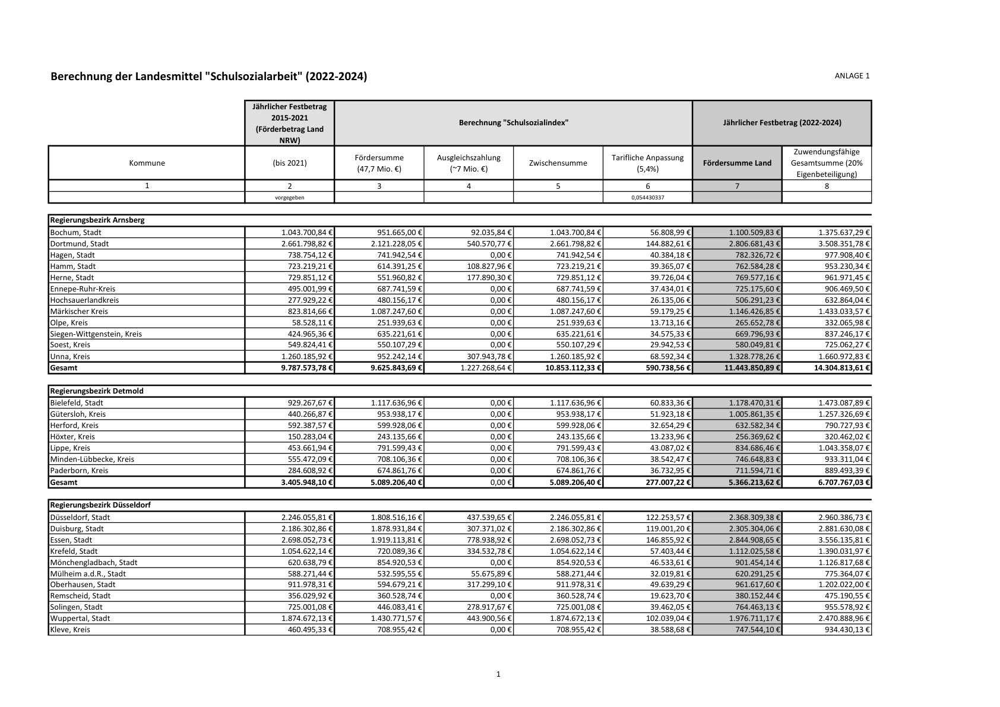 Berechnung der Landesmittel "Schulsozialarbeit" (2022-2024) ANLAGE 1
Jährlicher Festbetrag 2015-2021 (Förderbetrag Land NRW) Berechnung "Schulsozialindex" Jährlicher Festbetrag (2022-2024)
Kommune (bis 2021) Fördersumme (47,7 Mio. €) Ausgleichszahlung (~7 Mio. €) Zwischensumme Tarifliche Anpassung (5,4%) Fördersumme Land Zuwendungsfähige Gesamtsumme (20% Eigenbeteiligung)
1 2 3 4 5 6 7 8
vorgegeben 0,054430337
Regierungsbezirk Arnsberg
Bochum, Stadt 1.043.700,84 € 951.665,00 € 92.035,84 € 1.043.700,84 € 56.808,99 € 1.100.509,83 € 1.375.637,29 €
Dortmund, Stadt 2.661.798,82 € 2.121.228,05 € 540.570,77 € 2.661.798,82 € 144.882,61 € 2.806.681,43 € 3.508.351,78 €
Hagen, Stadt 738.754,12 € 741.942,54 € 0,00 € 741.942,54 € 40.384,18 € 782.326,72 € 977.908,40 €
Hamm, Stadt 723.219,21 € 614.391,25 € 108.827,96 € 723.219,21 € 39.365,07 € 762.584,28 € 953.230,34 €
Herne, Stadt 729.851,12 € 551.960,82 € 177.890,30 € 729.851,12 € 39.726,04 € 769.577,16 € 961.971,45 €
Ennepe-Ruhr-Kreis 495.001,99 € 687.741,59 € 0,00 € 687.741,59 € 37.434,01 € 725.175,60 € 906.469,50 €
Hochsauerlandkreis 277.929,22 € 480.156,17 € 0,00 € 480.156,17 € 26.135,06 € 506.291,23 € 632.864,04 €
Märkischer Kreis 823.814,66 € 1.087.247,60 € 0,00 € 1.087.247,60 € 59.179,25 € 1.146.426,85 € 1.433.033,57 €
Olpe, Kreis 58.528,11 € 251.939,63 € 0,00 € 251.939,63 € 13.713,16 € 265.652,78 € 332.065,98 €
Siegen-Wittgenstein, Kreis 424.965,36 € 635.221,61 € 0,00 € 635.221,61 € 34.575,33 € 669.796,93 € 837.246,17 €
Soest, Kreis 549.824,41 € 550.107,29 € 0,00 € 550.107,29 € 29.942,53 € 580.049,81 € 725.062,27 €
Unna, Kreis 1.260.185,92 € 952.242,14 € 307.943,78 € 1.260.185,92 € 68.592,34 € 1.328.778,26 € 1.660.972,83 €
Gesamt 9.787.573,78 € 9.625.843,69 € 1.227.268,64 € 10.853.112,33 € 590.738,56 € 11.443.850,89 € 14.304.813,61 €
Regierungsbezirk Detmold
Bielefeld, Stadt 929.267,67 € 1.117.636,96 € 0,00 € 1.117.636,96 € 60.833,36 € 1.178.470,31 € 1.473.087,89 €
Gütersloh, Kreis 440.266,87 € 953.938,17 € 0,00 € 953.938,17 € 51.923,18 € 1.005.861,35 € 1.257.326,69 €
Herford, Kreis 592.387,57 € 599.928,06 € 0,00 € 599.928,06 € 32.654,29 € 632.582,34 € 790.727,93 €
Höxter, Kreis 150.283,04 € 243.135,66 € 0,00 € 243.135,66 € 13.233,96 € 256.369,62 € 320.462,02 €
Lippe, Kreis 453.661,94 € 791.599,43 € 0,00 € 791.599,43 € 43.087,02 € 834.686,46 € 1.043.358,07 €
Minden-Lübbecke, Kreis 555.472,09 € 708.106,36 € 0,00 € 708.106,36 € 38.542,47 € 746.648,83 € 933.311,04 €
Paderborn, Kreis 284.608,92 € 674.861,76 € 0,00 € 674.861,76 € 36.732,95 € 711.594,71 € 889.493,39 €
Gesamt 3.405.948,10 € 5.089.206,40 € 0,00 € 5.089.206,40 € 277.007,22 € 5.366.213,62 € 6.707.767,03 €
Regierungsbezirk Düsseldorf
Düsseldorf, Stadt 2.246.055,81 € 1.808.516,16 € 437.539,65 € 2.246.055,81 € 122.253,57 € 2.368.309,38 € 2.960.386,73 €
Duisburg, Stadt 2.186.302,86 € 1.878.931,84 € 307.371,02 € 2.186.302,86 € 119.001,20 € 2.305.304,06 € 2.881.630,08 €
Essen, Stadt 2.698.052,73 € 1.919.113,81 € 778.938,92 € 2.698.052,73 € 146.855,92 € 2.844.908,65 € 3.556.135,81 €
Krefeld, Stadt 1.054.622,14 € 720.089,36 € 334.532,78 € 1.054.622,14 € 57.403,44 € 1.112.025,58 € 1.390.031,97 €
Mönchengladbach, Stadt 620.638,79 € 854.920,53 € 0,00 € 854.920,53 € 46.533,61 € 901.454,14 € 1.126.817,68 €
Mülheim a.d.R., Stadt 588.271,44 € 532.595,55 € 55.675,89 € 588.271,44 € 32.019,81 € 620.291,25 € 775.364,07 €
Oberhausen, Stadt 911.978,31 € 594.679,21 € 317.299,10 € 911.978,31 € 49.639,29 € 961.617,60 € 1.202.022,00 €
Remscheid, Stadt 356.029,92 € 360.528,74 € 0,00 € 360.528,74 € 19.623,70 € 380.152,44 € 475.190,55 €
Solingen, Stadt 725.001,08 € 446.083,41 € 278.917,67 € 725.001,08 € 39.462,05 € 764.463,13 € 955.578,92 €
Wuppertal, Stadt 1.874.672,13 € 1.430.771,57 € 443.900,56 € 1.874.672,13 € 102.039,04 € 1.976.711,17 € 2.470.888,96 €
Kleve, Kreis 460.495,33 € 708.955,42 € 0,00 € 708.955,42 € 38.588,68 € 747.544,10 € 934.430,13 €
1